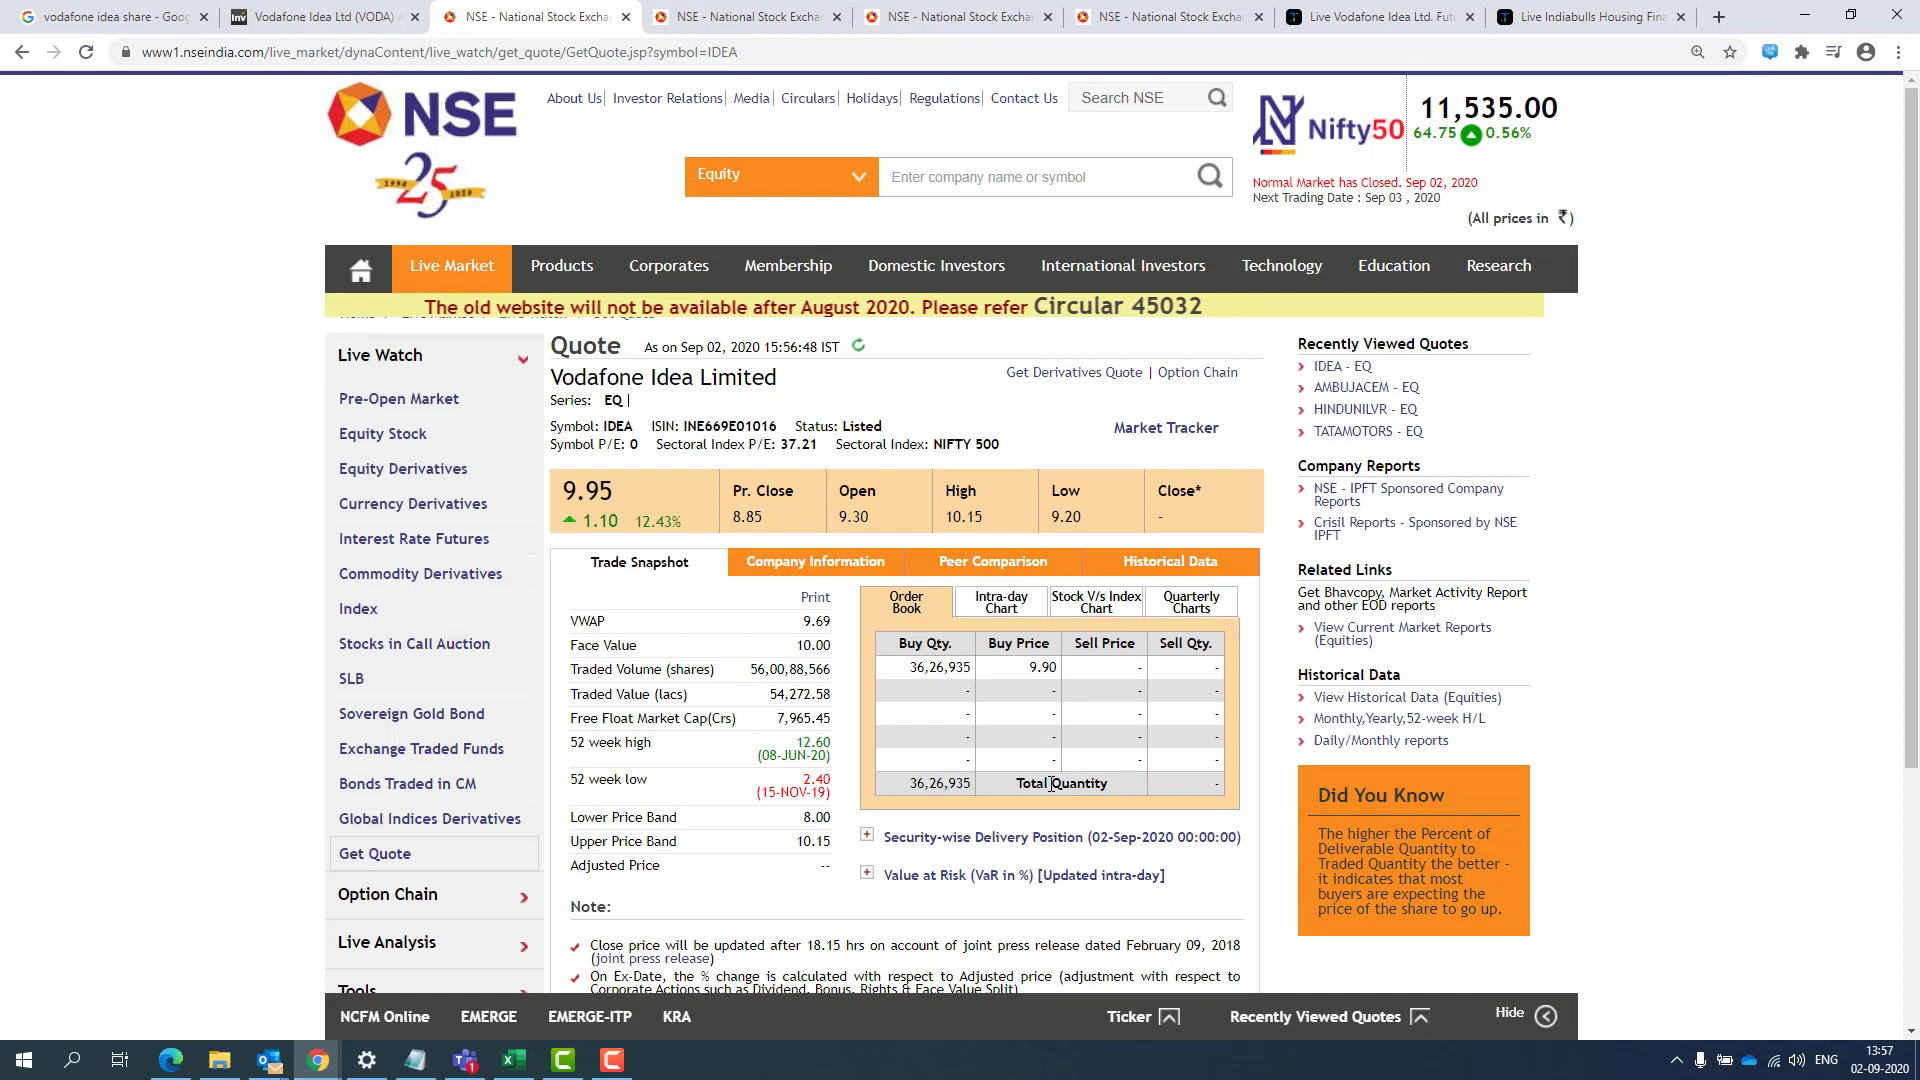 vodafone idea share - Goog
Vodafone Idea Ltd (VODA)
NSE - National Stock Exchan
NSE - National Stock Exchan
NSE - National Stock Exchan
NSE - National Stock Exchan
Live Vodafone Idea Ltd. Fut
Live Indiabulls Housing Fina
www1.nseindia.com/live_market/dynaContent/live_watch/get_quote/GetQuote.jsp?symbol=IDEA
NSE
1994 25 2019
About Us| Investor Relations| Media| Circulars| Holidays| Regulations| Contact Us
Search NSE
Equity
Enter company name or symbol
Nifty50
11,535.00
64.75 0.56%
Normal Market has Closed. Sep 02, 2020
Next Trading Date : Sep 03 , 2020
(All prices in ₹)
Live Market Products Corporates Membership Domestic Investors International Investors Technology Education Research
The old website will not be available after August 2020. Please refer Circular 45032
Live Watch
Pre-Open Market
Equity Stock
Equity Derivatives
Currency Derivatives
Interest Rate Futures
Commodity Derivatives
Index
Stocks in Call Auction
SLB
Sovereign Gold Bond
Exchange Traded Funds
Bonds Traded in CM
Global Indices Derivatives
Get Quote
Option Chain
Live Analysis
Tools
Quote As on Sep 02, 2020 15:56:48 IST
Vodafone Idea Limited
Get Derivatives Quote | Option Chain
Series: EQ |
Symbol: IDEA ISIN: INE669E01016 Status: Listed
Market Tracker
Symbol P/E: 0 Sectoral Index P/E: 37.21 Sectoral Index: NIFTY 500
9.95 Pr. Close Open High Low Close*
1.10 12.43% 8.85 9.30 10.15 9.20 -
Trade Snapshot Company Information Peer Comparison Historical Data
Print
VWAP 9.69
Face Value 10.00
Traded Volume (shares) 56,00,88,566
Traded Value (lacs) 54,272.58
Free Float Market Cap(Crs) 7,965.45
52 week high 12.60
(08-JUN-20)
52 week low 2.40
(15-NOV-19)
Lower Price Band 8.00
Upper Price Band 10.15
Adjusted Price --
Order Book
Intra-day Chart
Stock V/s Index Chart
Quarterly Charts
Buy Qty. Buy Price Sell Price Sell Qty.
36,26,935 9.90 - -
- - - -
- - - -
- - - -
- - - -
36,26,935 Total Quantity -
Security-wise Delivery Position (02-Sep-2020 00:00:00)
Value at Risk (VaR in %) [Updated intra-day]
Note:
Close price will be updated after 18.15 hrs on account of joint press release dated February 09, 2018
(joint press release)
On Ex-Date, the % change is calculated with respect to Adjusted price (adjustment with respect to
Corporate Actions such as Dividend, Bonus, Rights & Face Value Split)
Recently Viewed Quotes
IDEA - EQ
AMBUJACEM - EQ
HINDUNILVR - EQ
TATAMOTORS - EQ
Company Reports
NSE - IPFT Sponsored Company
Reports
Crisil Reports - Sponsored by NSE
IPFT
Related Links
Get Bhavcopy, Market Activity Report
and other EOD reports
View Current Market Reports
(Equities)
Historical Data
View Historical Data (Equities)
Monthly,Yearly,52-week H/L
Daily/Monthly reports
Did You Know
The higher the Percent of
Deliverable Quantity to
Traded Quantity the better -
it indicates that most
buyers are expecting the
price of the share to go up.
NCFM Online EMERGE EMERGE-ITP KRA
Ticker Recently Viewed Quotes Hide
ENG
13:57
02-09-2020